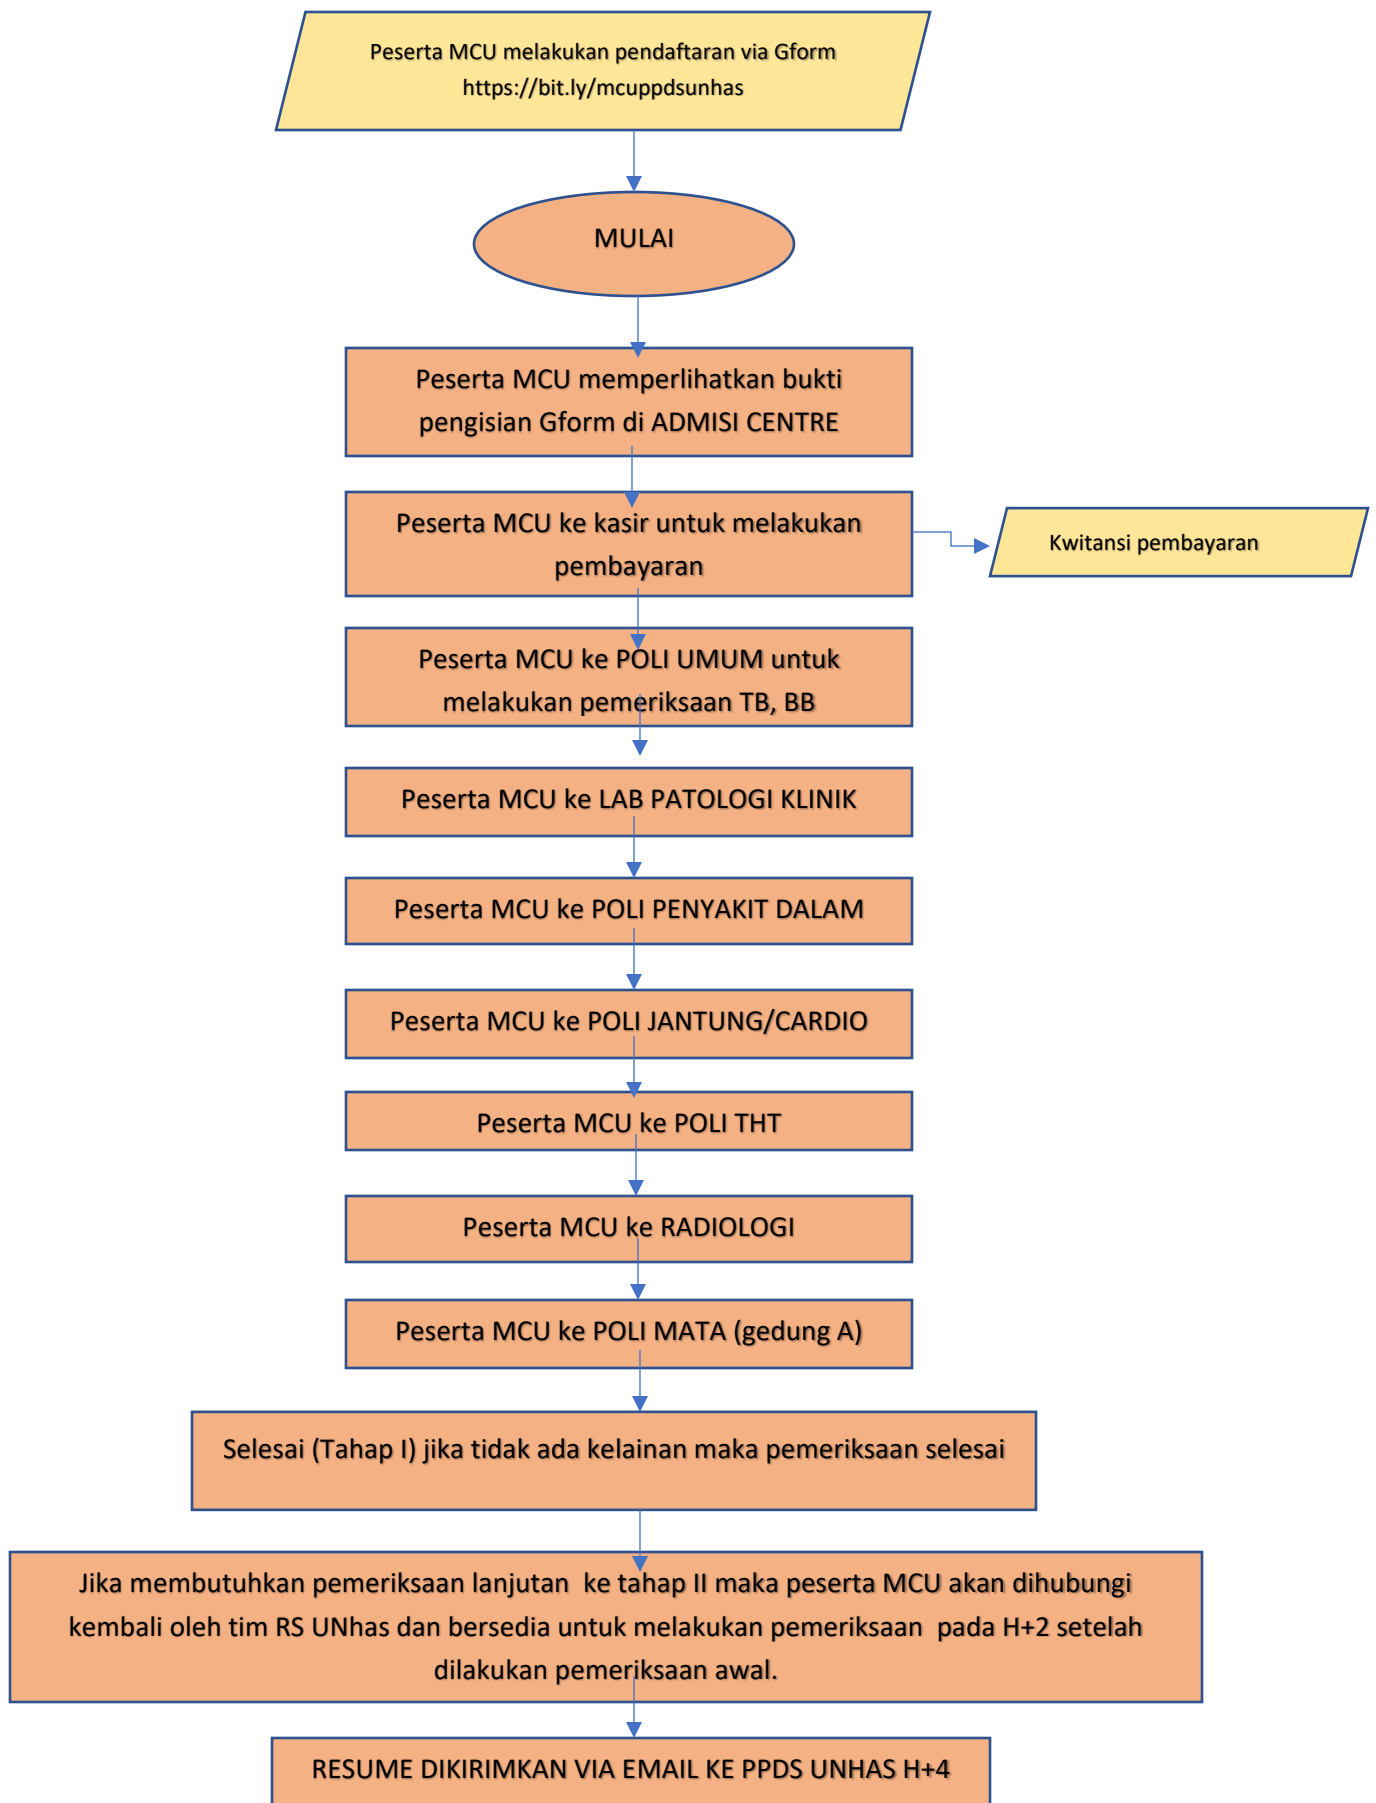 Peserta MCU melakukan pendaftaran via Gform
https://bit.ly/mcuppdsunhas
MULAI
Peserta MCU memperlihatkan bukti
pengisian Gform di ADMISI CENTRE
Peserta MCU ke kasir untuk melakukan
pembayaran
Kwitansi pembayaran
Peserta MCU ke POLI UMUM untuk
melakukan pemeriksaan TB, BB
Peserta MCU ke LAB PATOLOGI KLINIK
Peserta MCU ke POLI PENYAKIT DALAM
Peserta MCU ke POLI JANTUNG/CARDIO
Peserta MCU ke POLI THT
Peserta MCU ke RADIOLOGI
Peserta MCU ke POLI MATA (gedung A)
Selesai (Tahap I) jika tidak ada kelainan maka pemeriksaan selesai
Jika membutuhkan pemeriksaan lanjutan  ke tahap II maka peserta MCU akan dihubungi
kembali oleh tim RS UNhas dan bersedia untuk melakukan pemeriksaan  pada H+2 setelah
dilakukan pemeriksaan awal.
RESUME DIKIRIMKAN VIA EMAIL KE PPDS UNHAS H+4